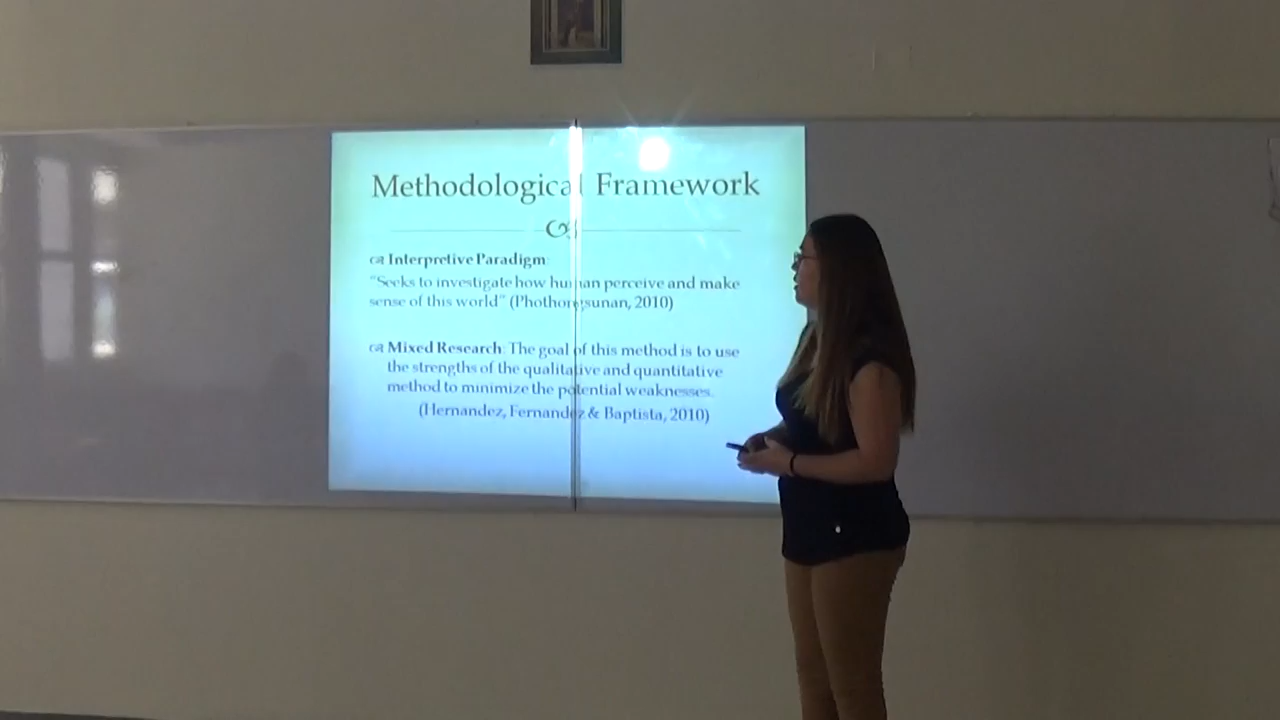 Methodological Framework
Interpretive Paradigm:
"Seeks to investigate how human perceive and make
sense of this world" (Phothongsunan, 2010)
Mixed Research: The goal of this method is to use
the strengths of the qualitative and quantitative
method to minimize the potential weaknesses.
(Hernandez, Fernandez & Baptista, 2010)